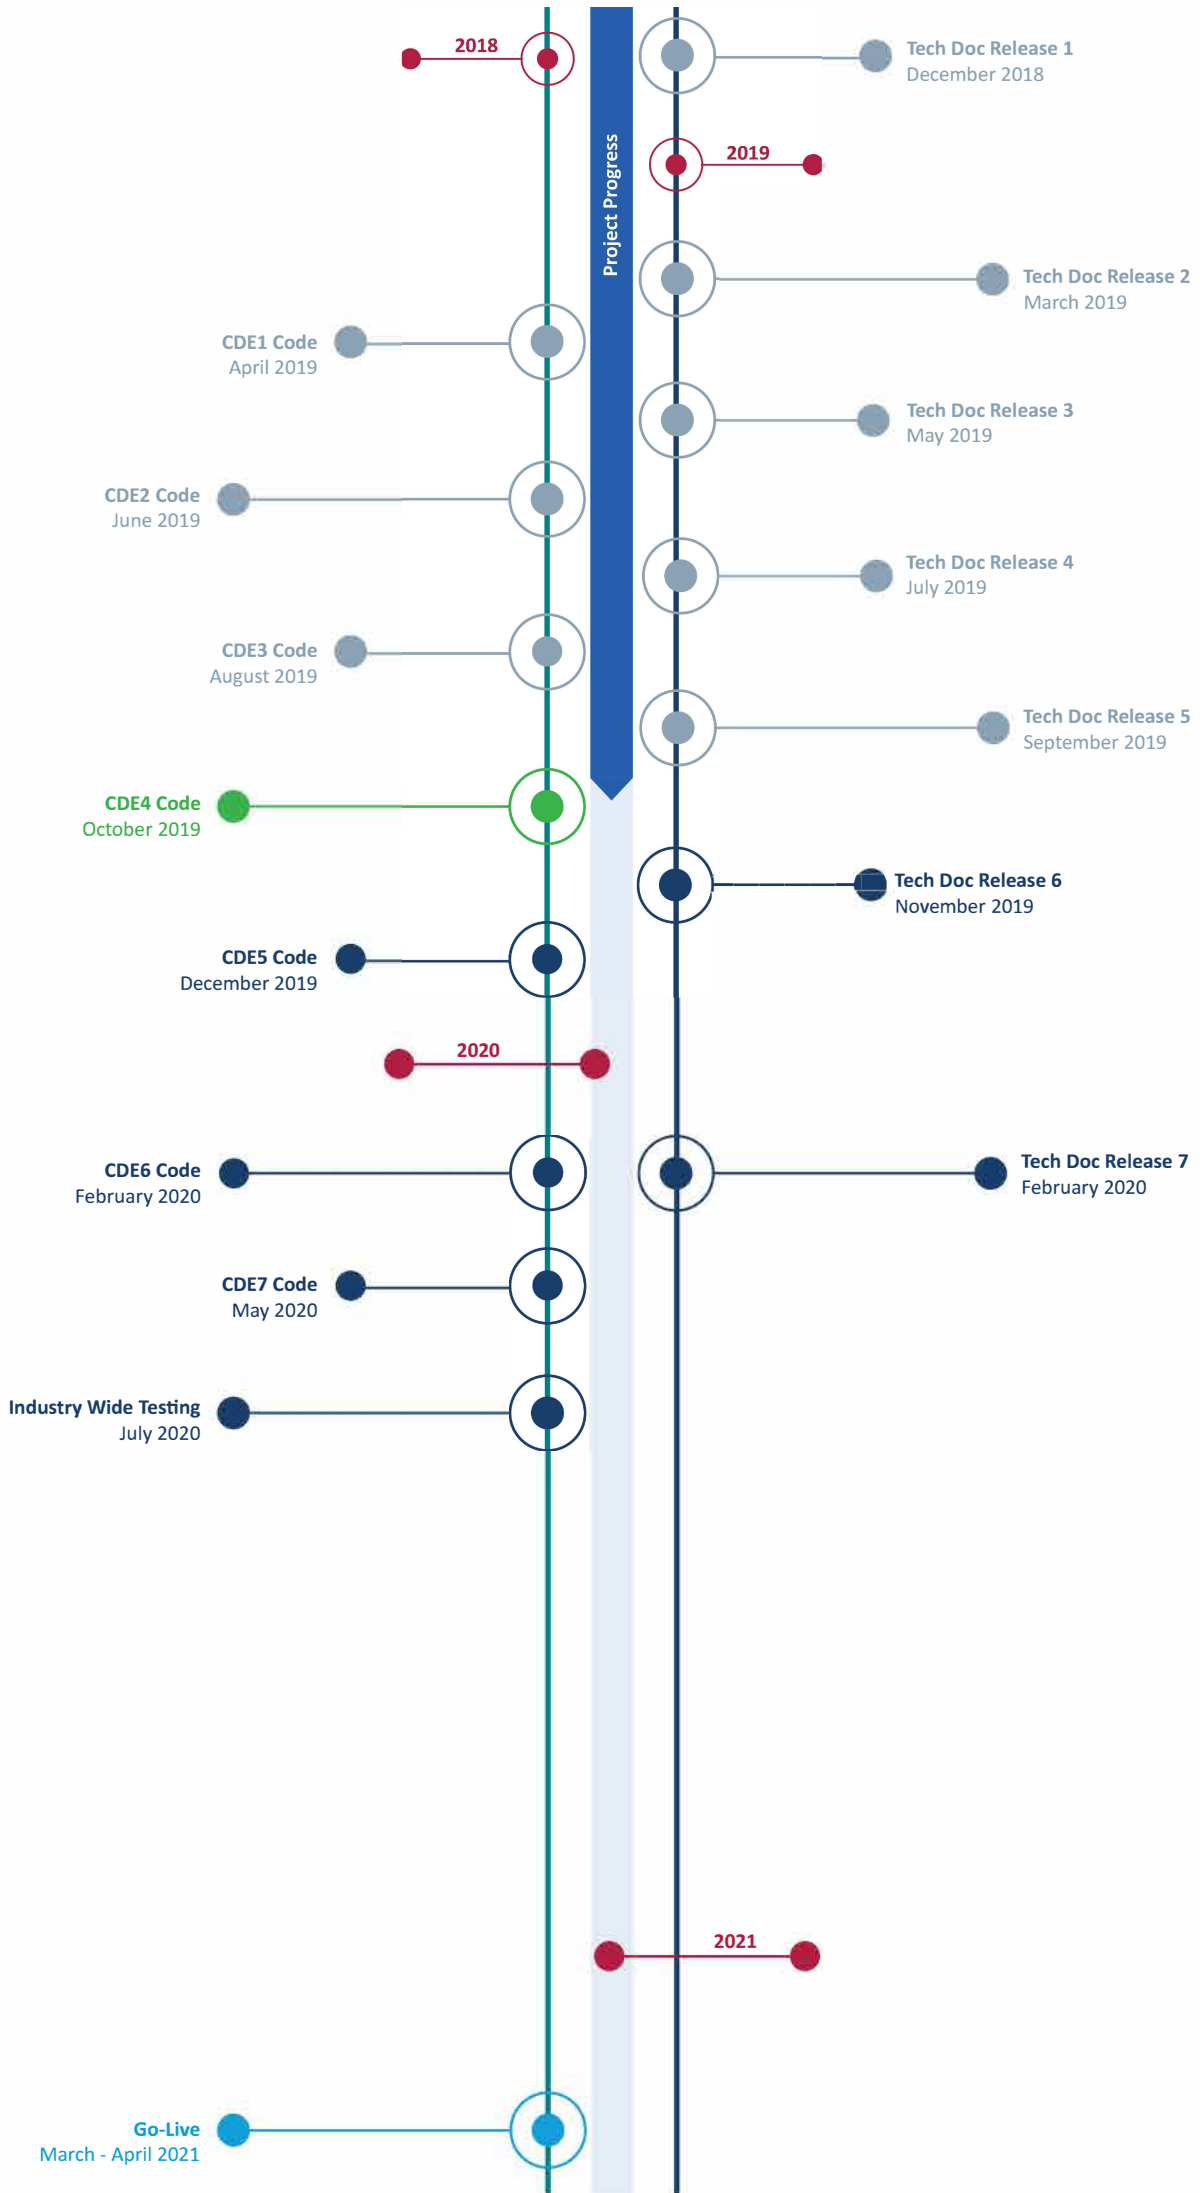 2018
Tech Doc Release 1
December 2018
Project Progress
2019
Tech Doc Release 2
March 2019
CDE1 Code
April 2019
Tech Doc Release 3
May 2019
CDE2 Code
June 2019
Tech Doc Release 4
July 2019
CDE3 Code
August 2019
Tech Doc Release 5
September 2019
CDE4 Code
October 2019
Tech Doc Release 6
November 2019
CDE5 Code
December 2019
2020
CDE6 Code
February 2020
Tech Doc Release 7
February 2020
CDE7 Code
May 2020
Industry Wide Testing
July 2020
2021
Go-Live
March - April 2021